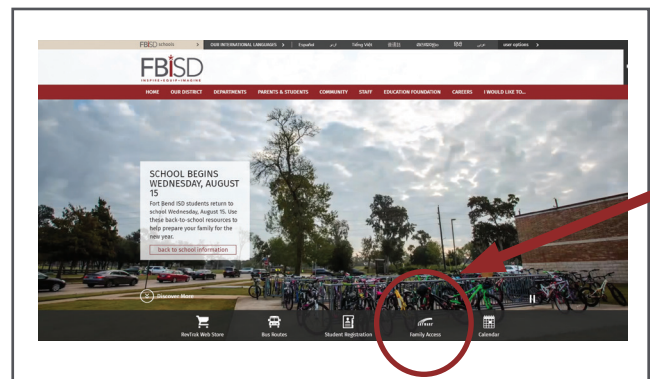 FBISD schools > OUR INTERNATIONAL LANGUAGES > Español اردو Tiếng Việt हिंदी عربي user options >
FBISD
INSPIRE•EQUIP•IMAGINE
HOME OUR DISTRICT DEPARTMENTS PARENTS & STUDENTS COMMUNITY STAFF EDUCATION FOUNDATION CAREERS I WOULD LIKE TO...
SCHOOL BEGINS
WEDNESDAY, AUGUST
15
Fort Bend ISD students return to
school Wednesday, August 15. Use
these back-to-school resources to
help prepare your family for the
new year.
back to school information
Discover More
RevTrak Web Store Bus Routes Student Registration Family Access Calendar